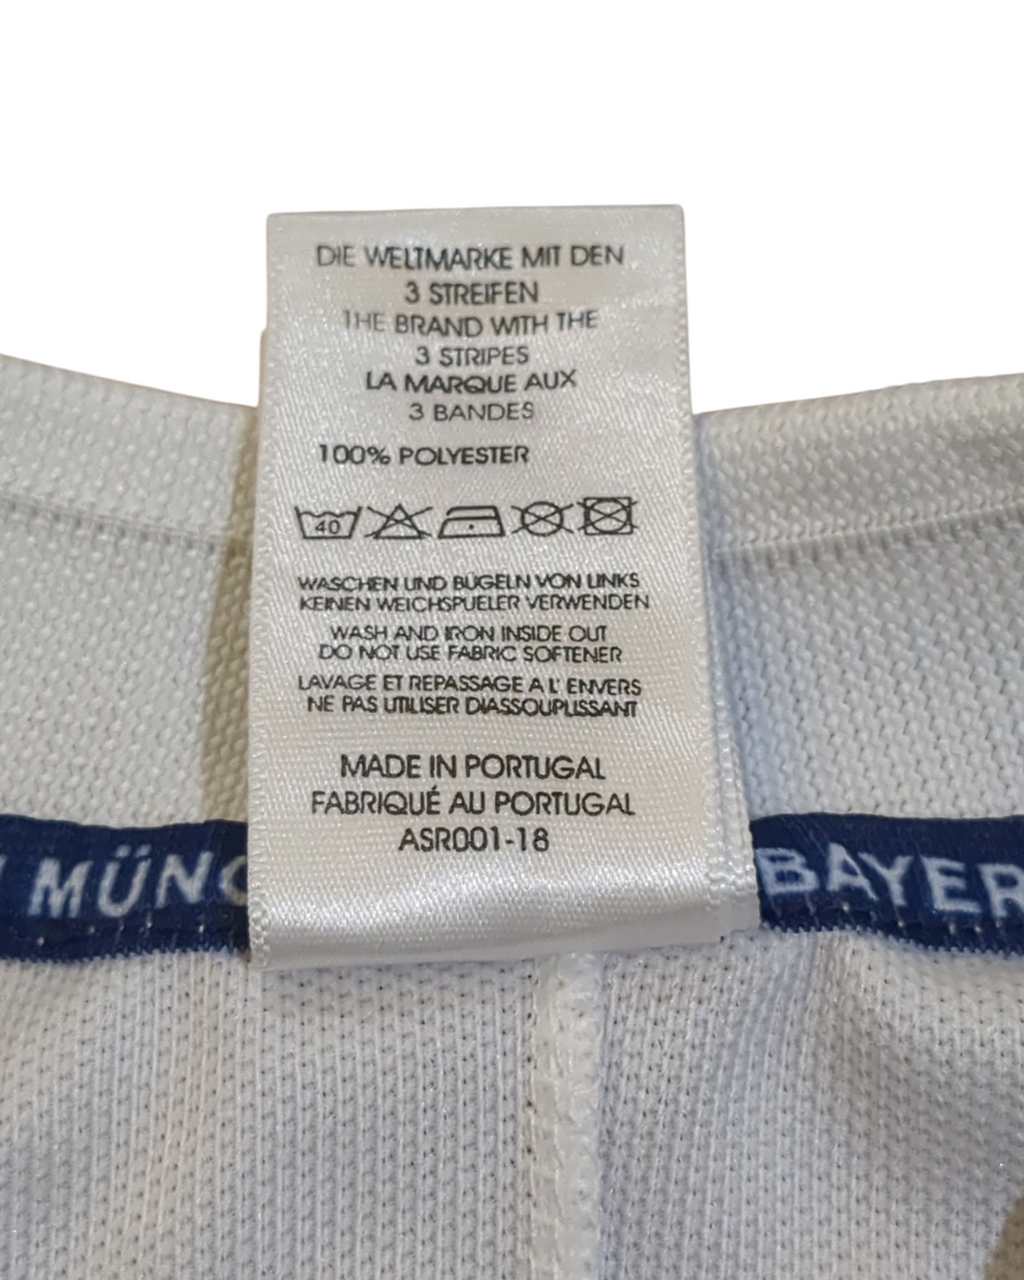 DIE WELTMARKE MIT DEN
3 STREIFEN
THE BRAND WITH THE
3 STRIPES
LA MARQUE AUX
3 BANDES
100% POLYESTER
40
WASCHEN UND BÜGELN VON LINKS
KEINEN WEICHSPUELER VERWENDEN
WASH AND IRON INSIDE OUT
DO NOT USE FABRIC SOFTENER
LAVAGE ET REPASSAGE A L' ENVERS
NE PAS UTILISER DIASSOUPLISSANT
MADE IN PORTUGAL
FABRIQUÉ AU PORTUGAL
ASR001-18
MÜNC
BAYER